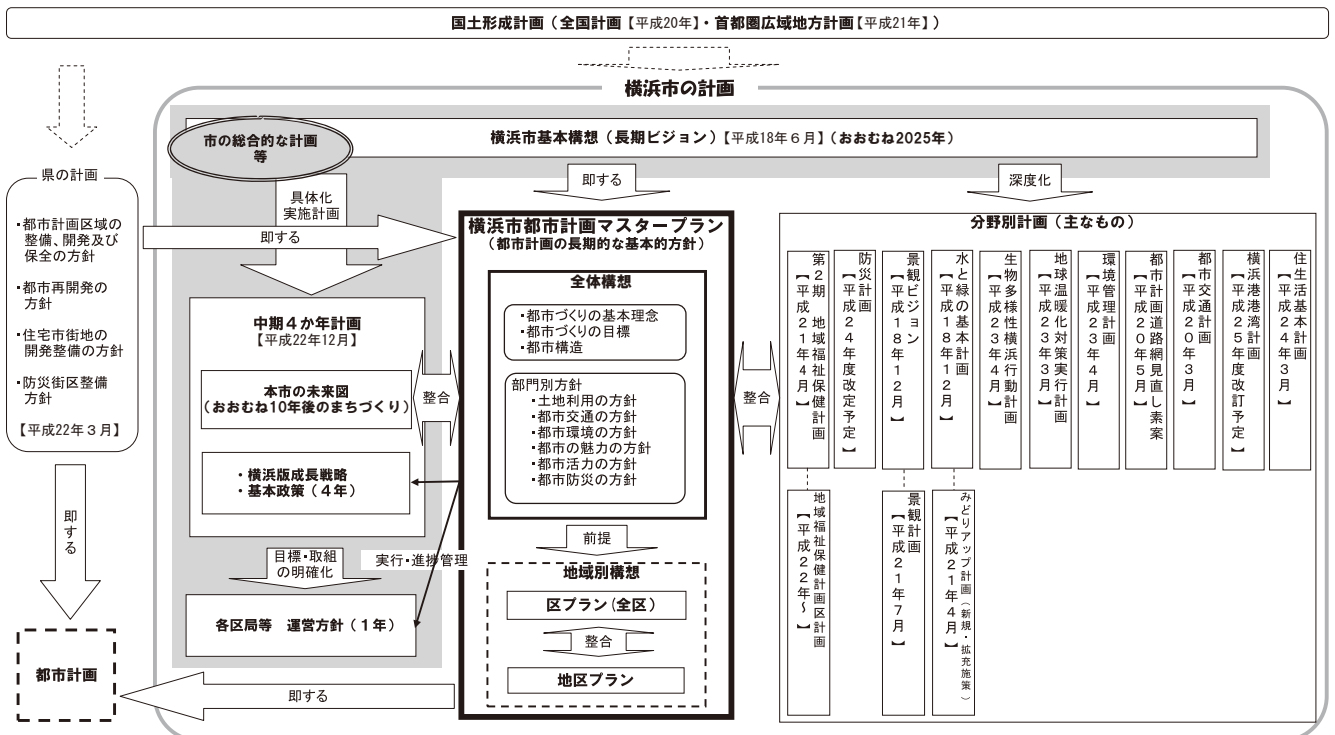 国土形成計画（全国計画【平成20年】・首都圏広域地方計画【平成21年】）
横浜市の計画
市の総合的な計画
等
横浜市基本構想（長期ビジョン）【平成18年６月】（おおむね2025年）
県の計画
・都市計画区域の
整備、開発及び
保全の方針
・都市再開発の
方針
・住宅市街地の
開発整備の方針
・防災街区整備
方針
【平成22年３月】
即する
都市計画
具体化
実施計画
即する
中期４か年計画
【平成22年12月】
本市の未来図
（おおむね10年後のまちづくり）
・横浜版成長戦略
・基本政策（４年）
目標・取組
の明確化
実行・進捗管理
各区局等　運営方針（１年）
即する
整合
即する
横浜市都市計画マスタープラン
（都市計画の長期的な基本的方針）
全体構想
・都市づくりの基本理念
・都市づくりの目標
・都市構造
部門別方針
・土地利用の方針
・都市交通の方針
・都市環境の方針
・都市の魅力の方針
・都市活力の方針
・都市防災の方針
前提
地域別構想
区プラン（全区）
整合
地区プラン
整合
深度化
分野別計画（主なもの）
第２期　地域福祉保健計画
【平成２１年４月】
防災計画
【平成２４年度改定予定】
景観ビジョン
【平成１８年１２月】
水と緑の基本計画
【平成１８年１２月】
生物多様性横浜行動計画
【平成２３年４月】
地球温暖化対策実行計画
【平成２３年３月】
環境管理計画
【平成２３年４月】
都市計画道路網見直し素案
【平成２０年５月】
都市交通計画
【平成２０年３月】
横浜港港湾計画
【平成２５年度改訂予定】
住生活基本計画
【平成２４年３月】
地域福祉保健計画区計画
【平成２２年～】
景観計画
【平成２１年７月】
みどりアップ計画（新規・拡充施策）
【平成２１年４月】